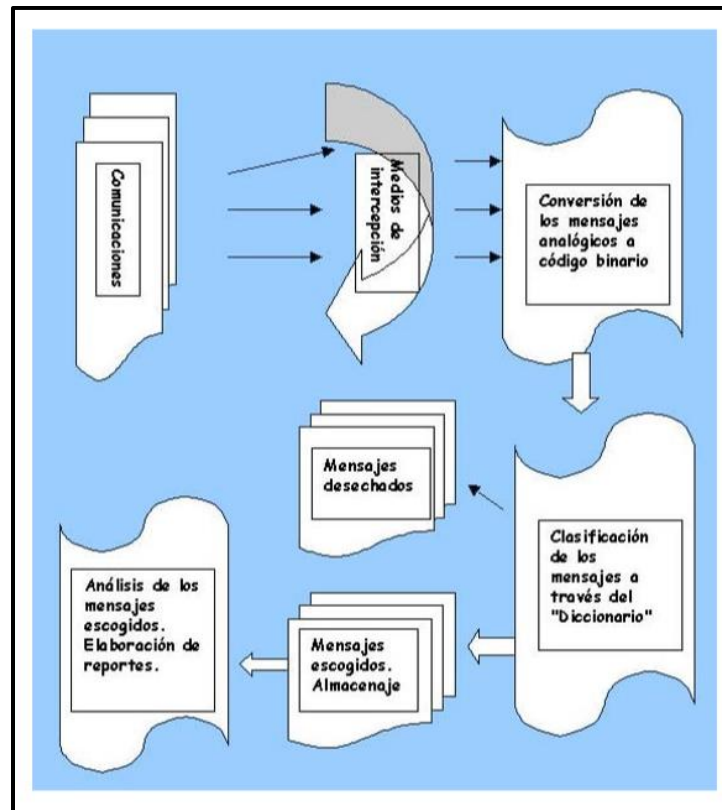 Comunicaciones
Medios de
intercepción
Conversión de
los mensajes
analógicos a
código binario
Mensajes
desechados
Clasificación
de los
mensajes a
través del
"Diccionario"
Mensajes
escogidos.
Almacenaje
Análisis de los
mensajes
escogidos.
Elaboración de
reportes.